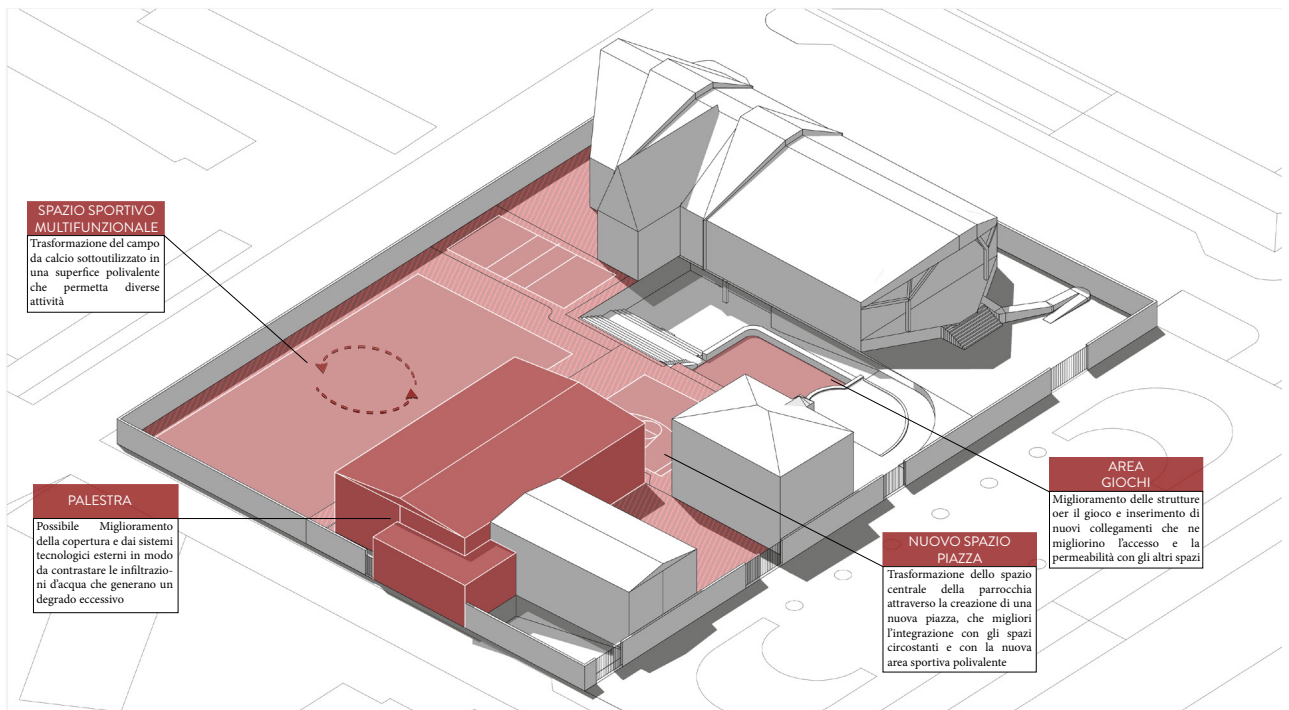 SPAZIO SPORTIVO
MULTIFUNZIONALE
Trasformazione del campo
da calcio sottoutilizzato in
una superfice polivalente
che permetta diverse
attività
PALESTRA
Possibile Miglioramento
della copertura e dai sistemi
tecnologici esterni in modo
da contrastare le infiltrazio-
ni d'acqua che generano un
degrado eccessivo
AREA
GIOCHI
Miglioramento delle strutture
oer il gioco e inserimento di
nuovi collegamenti che ne
migliorino l'accesso e la
permeabilità con gli altri spazi
NUOVO SPAZIO
PIAZZA
Trasformazione dello spazio
centrale della parrocchia
attraverso la creazione di una
nuova piazza, che migliori
l'integrazione con gli spazi
circostanti e con la nuova
area sportiva polivalente